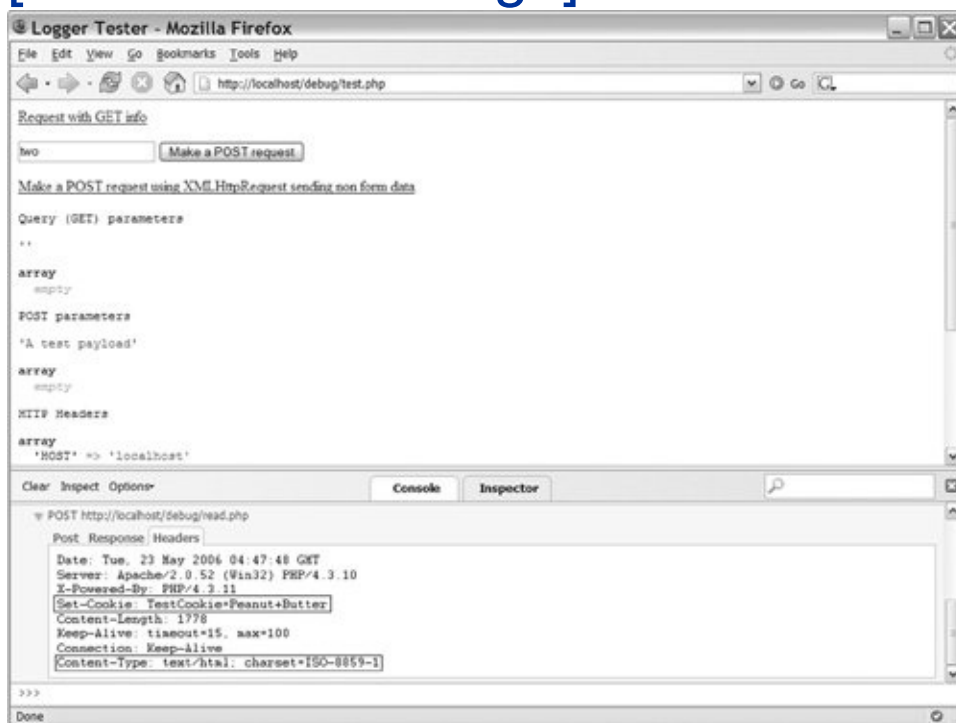 Logger Tester - Mozilla Firefox
File Edit View Go Bookmarks Tools Help
http://localhost/debug/test.php Go
Request with GET info
two Make a POST request
Make a POST request using XMLHttpRequest sending non form data
Query (GET) parameters
''
array
empty
POST parameters
'A test payload'
array
empty
HTTP Headers
array
'HOST' => 'localhost'
Clear Inspect Options Console Inspector
POST http://localhost/debug/read.php
Post Response Headers
Date: Tue, 23 May 2006 04:47:48 GMT
Server: Apache/2.0.52 (Win32) PHP/4.3.10
X-Powered-By: PHP/4.3.11
Set-Cookie: TestCookie=Peanut+Butter
Content-Length: 1778
Keep-Alive: timeout=15, max=100
Connection: Keep-Alive
Content-Type: text/html; charset=ISO-8859-1
>>>
Done